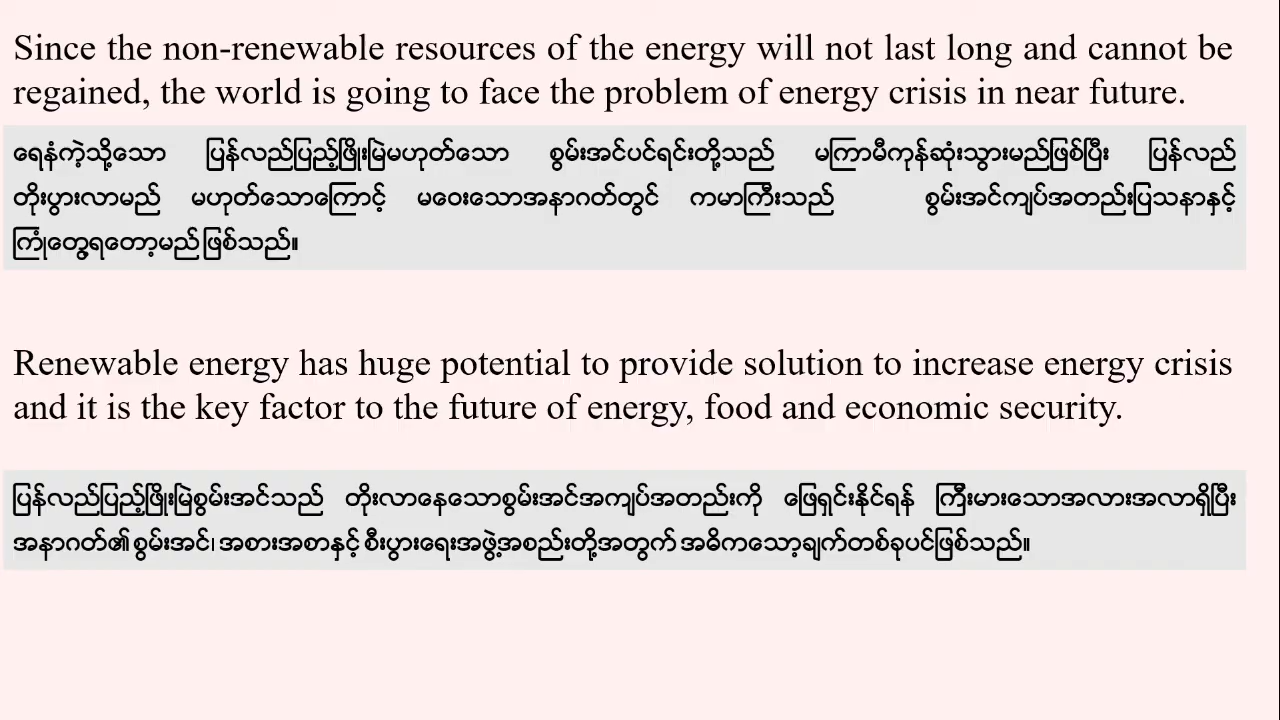 Since the non-renewable resources of the energy will not last long and cannot be
regained, the world is going to face the problem of energy crisis in near future.
ရေနံကဲ့သို့သော ပြန်လည်ပြည့်ဖြိုးမြဲမဟုတ်သော စွမ်းအင်ပင်ရင်းတို့သည် မကြာမီကုန်ဆုံးသွားမည်ဖြစ်ပြီး ပြန်လည်
တိုးပွားလာမည် မဟုတ်သောကြောင့် မဝေးသောအနာဂတ်တွင် ကမာကြီးသည် စွမ်းအင်ကျပ်အတည်းပြသနာနှင့်
ကြုံတွေ့ရတော့မည်ဖြစ်သည်။
Renewable energy has huge potential to provide solution to increase energy crisis
and it is the key factor to the future of energy, food and economic security.
ပြန်လည်ပြည့်ဖြိုးမြဲစွမ်းအင်သည် တိုးလာနေသောစွမ်းအင်အကျပ်အတည်းကို ဖြေရှင်းနိုင်ရန် ကြီးမားသောအလားအလာရှိပြီး
အနာဂတ်၏ စွမ်းအင်၊ အစားအစာနှင့် စီးပွားရေးအဖွဲ့အစည်းတို့အတွက် အဓိကသော့ချက်တစ်ခုပင်ဖြစ်သည်။